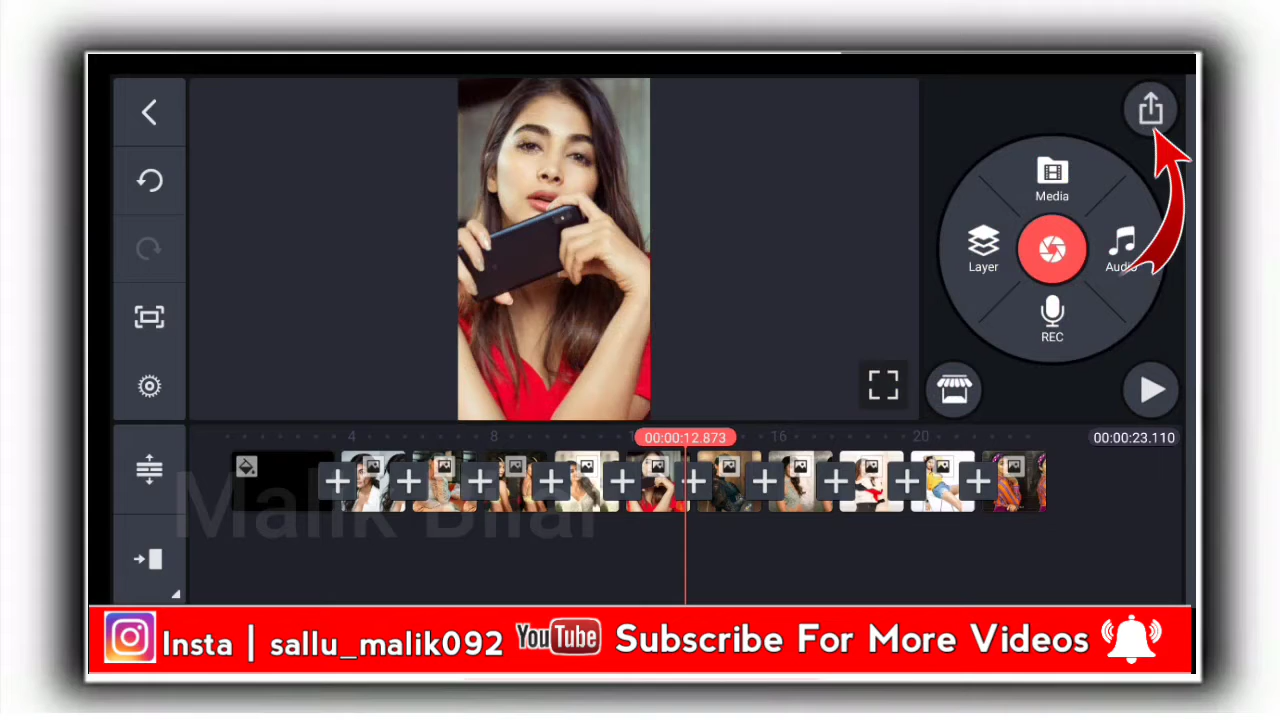 Media
Layer
Audio
REC
4
8
00:00:12.873
16
20
00:00:23.110
Malik Bilal
Insta | sallu_malik092 YouTube Subscribe For More Videos